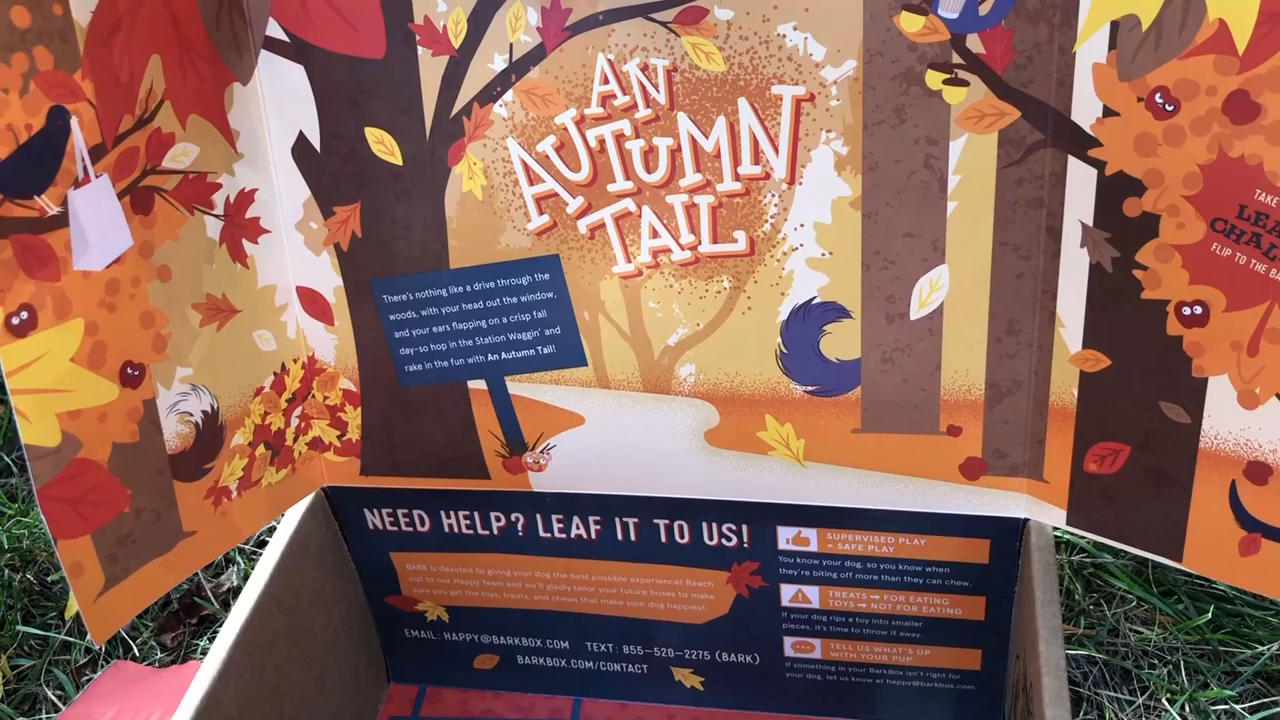 AN
AUTUMN
TAIL
There's nothing like a drive through the
woods, with your head out the window,
and your ears flapping on a crisp fall
day–so hop in the Station Waggin' and
rake in the fun with An Autumn Tail!
TAKE
FLIP TO THE
NEED HELP? LEAF IT TO US!
BARK is devoted to giving your dog the best possible experience! Reach
out to our Happy Team and we'll gladly tailor your future boxes to make
sure you get the toys, treats, and chews that make your dog happiest.
EMAIL: HAPPY@BARKBOX.COM TEXT: 855-520-2275 (BARK)
BARKBOX.COM/CONTACT
SUPERVISED PLAY
= SAFE PLAY
You know your dog, so you know when
they're biting off more than they can chew.
TREATS ➡ FOR EATING
TOYS ➡ NOT FOR EATING
If your dog rips a toy into smaller
pieces, it's time to throw it away.
TELL US WHAT'S UP
WITH YOUR PUP
If something in your BarkBox isn't right for
your dog, let us know at happy@barkbox.com